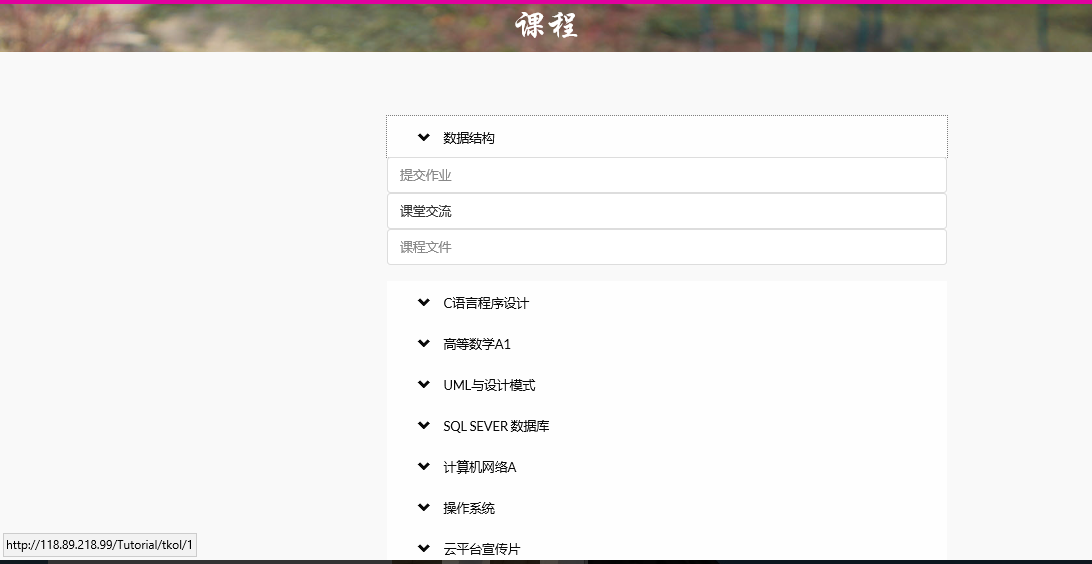 课程
数据结构
提交作业
课堂交流
课程文件
C语言程序设计
高等数学A1
UML与设计模式
SQL SEVER 数据库
计算机网络A
操作系统
云平台宣传片
http://118.89.218.99/Tutorial/tkol/1